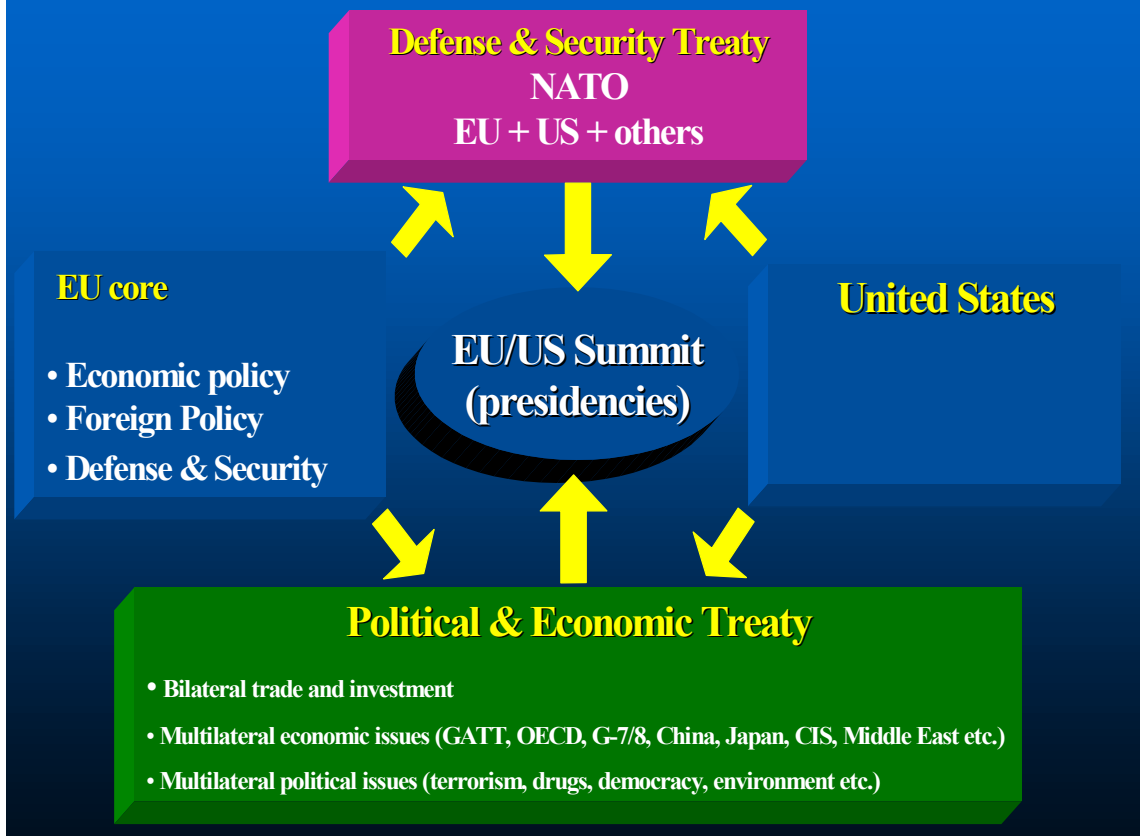 Defense & Security Treaty
NATO
EU + US + others
EU core
• Economic policy
• Foreign Policy
• Defense & Security
EU/US Summit
(presidencies)
United States
Political & Economic Treaty
• Bilateral trade and investment
• Multilateral economic issues (GATT, OECD, G-7/8, China, Japan, CIS, Middle East etc.)
• Multilateral political issues (terrorism, drugs, democracy, environment etc.)